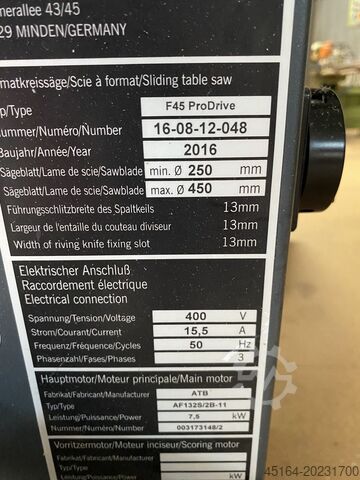 nerallee 43/45
29 MINDEN/GERMANY
matkreissäge/Scie à format/Sliding table saw
p/Type F45 ProDrive
ummer/Numéro/Number 16-08-12-048
Baujahr/Année/Year 2016
Sägeblatt/Lame de scie/Sawblade min. Ø 250 mm
Sägeblatt/Lame de scie/Sawblade max. Ø 450 mm
Führungsschlitzbreite des Spaltkeils 13mm
Largeur de l'entaille du couteau diviseur 13mm
Width of riving knife fixing slot 13mm
Elektrischer Anschluß
Raccordement électrique
Electrical connection
Spannung/Tension/Voltage 400 V
Strom/Courant/Current 15,5 A
Frequenz/Fréquence/Cycles 50 Hz
Phasenzahl/Fases/Phases 3
Hauptmotor/Moteur principale/Main motor
Fabrikat/Fabricant/Manufacturer ATB
Typ/Type AF132S/2B-11
Leistung/Puissance/Power 7,5 kW
Nummer/Numéro/Number 003173148/2
Vorritzermotor/Moteur inciseur/Scoring motor
Fabrikat/Fabricant/Manufacturer
Typ/Type
Leistung/Puissance/Power kW
45164-20231700